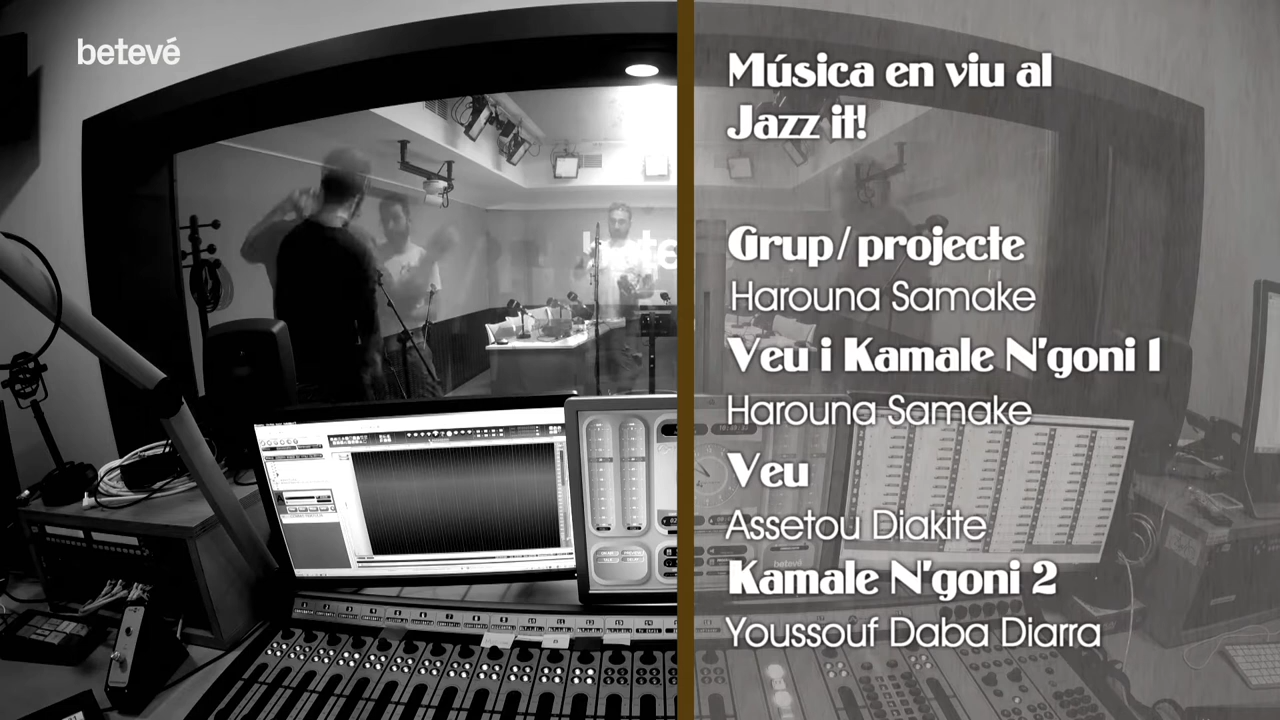 betevé
Música en viu al
Jazz it!
Grup/projecte
Harouna Samake
Veu i Kamale N'goni 1
Harouna Samake
Veu
Assetou Diakite
Kamale N'goni 2
Youssouf Daba Diarra
betevé